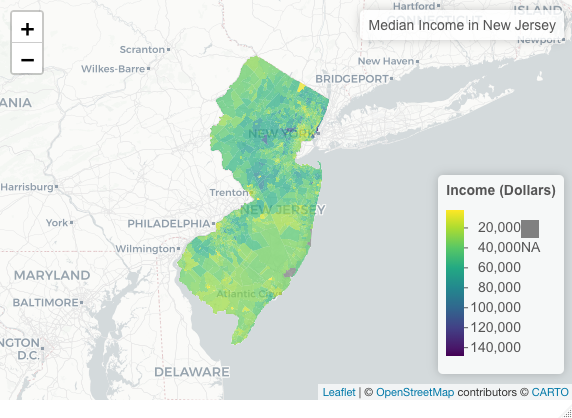 Hartford
ISLAND
Median Income in New Jersey
Newport
+
−
Scranton
New Haven
Wilkes-Barre
BRIDGEPORT
ANIA
NEW YORK
Harrisburg
Trenton
Income (Dollars)
NEW JERSEY
York
PHILADELPHIA
20,000
40,000NA
Wilmington
60,000
MARYLAND
80,000
Atlantic City
100,000
BALTIMORE
120,000
NGTON
D.C.
140,000
DELAWARE
Leaflet | © OpenStreetMap contributors © CARTO